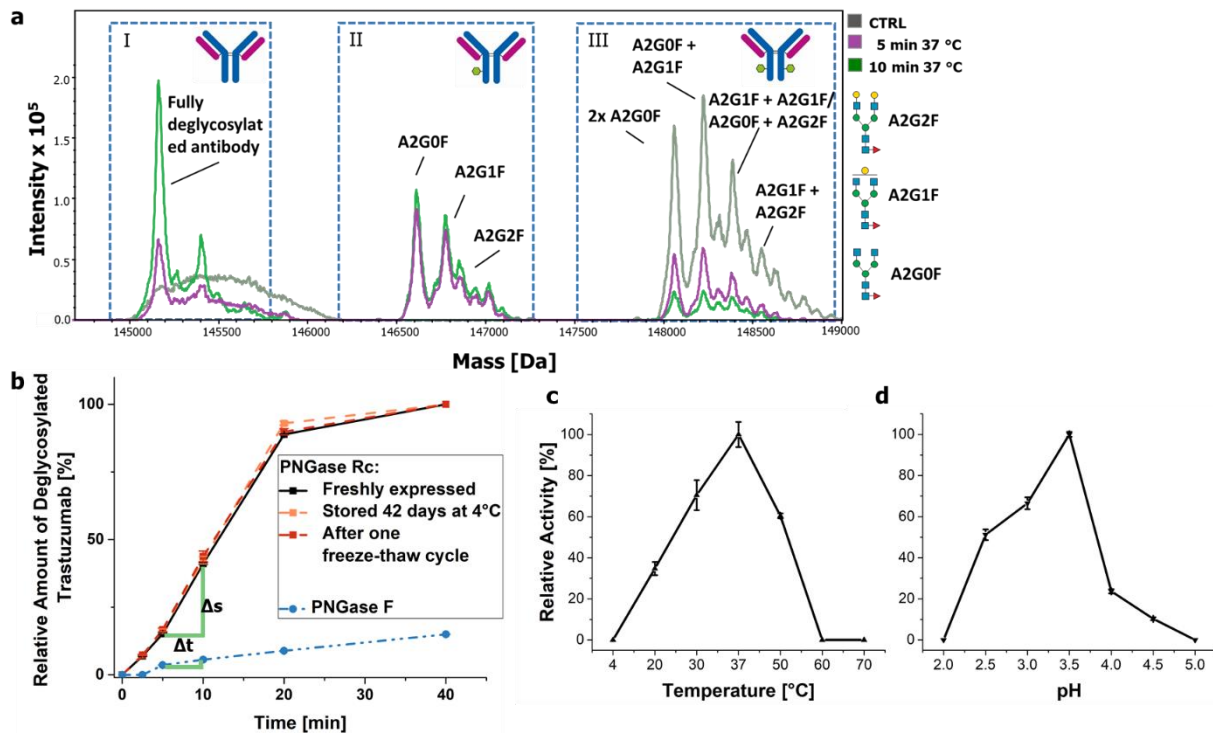 a
I
II
III
Fully
deglycosylat
ed antibody
A2G0F
A2G1F
A2G2F
2x A2G0F
A2G0F +
A2G1F
A2G1F + A2G1F/
A2G0F + A2G2F
A2G1F +
A2G2F
CTRL
5 min 37 °C
10 min 37 °C
A2G2F
A2G1F
A2G0F
Intensity x 10⁵
2.0
1.5
1.0
0.5
0.0
145000
145500
146000
146500
147000
147500
148000
148500
149000
Mass [Da]
b
Relative Amount of Deglycosylated
Trastuzumab [%]
100
50
0
PNGase Rc:
Freshly expressed
Stored 42 days at 4°C
After one
freeze-thaw cycle
PNGase F
Δs
Δt
0
10
20
30
40
Time [min]
c
Relative Activity [%]
100
80
60
40
20
0
4
20
30
37
50
60
70
Temperature [°C]
d
100
80
60
40
20
0
2.0
2.5
3.0
3.5
4.0
4.5
5.0
pH